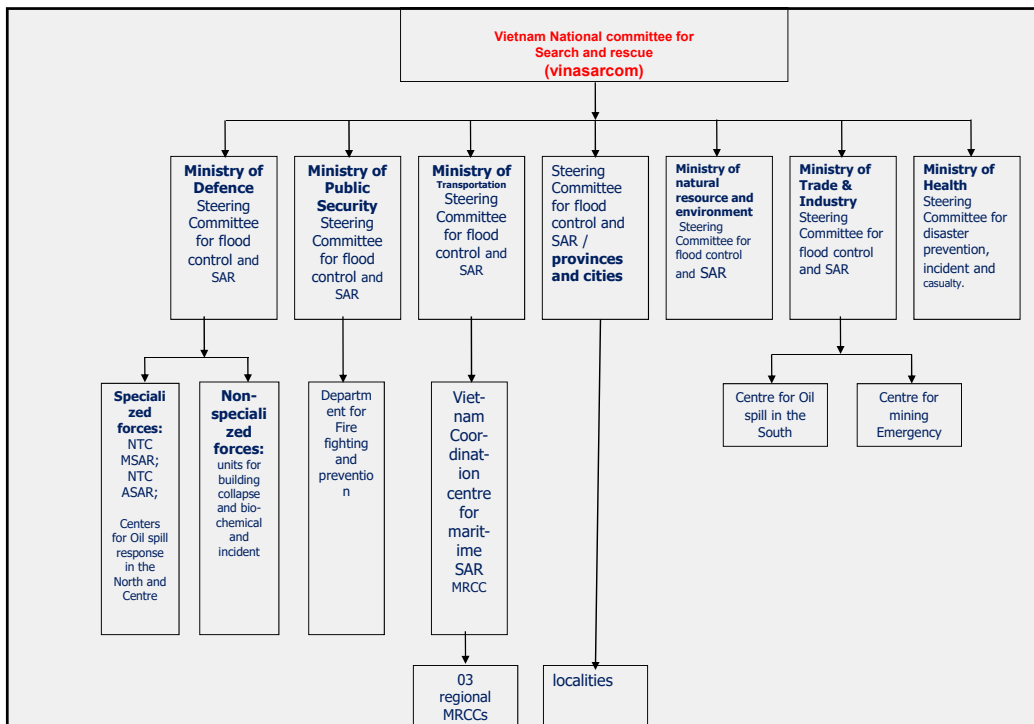 Vietnam National committee for
Search and rescue
(vinasarcom)
Ministry of
Defence
Steering
Committee
for flood
control and
SAR
Ministry of
Public
Security
Steering
Committee
for flood
control and
SAR
Ministry of
Transportation
Steering
Committee
for flood
control and
SAR
Steering
Committee
for flood
control and
SAR /
provinces
and cities
Ministry of
natural
resource and
environment
Steering
Committee for
flood control
and SAR
Ministry of
Trade &
Industry
Steering
Committee for
flood control
and SAR
Ministry of
Health
Steering
Committee for
disaster
prevention,
incident and
casualty.
Speciali
zed
forces:
NTC
MSAR;
NTC
ASAR;
Centers
for Oil spill
response
in the
North and
Centre
Non-
speciali
zed
forces:
units for
building
collapse
and bio-
chemical
and
incident
Depart
ment for
Fire
fighting
and
preventio
n
Viet-
nam
Coor-
dinat-
ion
centre
for
marit-
ime
SAR
MRCC
Centre for Oil
spill in the
South
Centre for
mining
Emergency
03
regional
MRCCs
localities